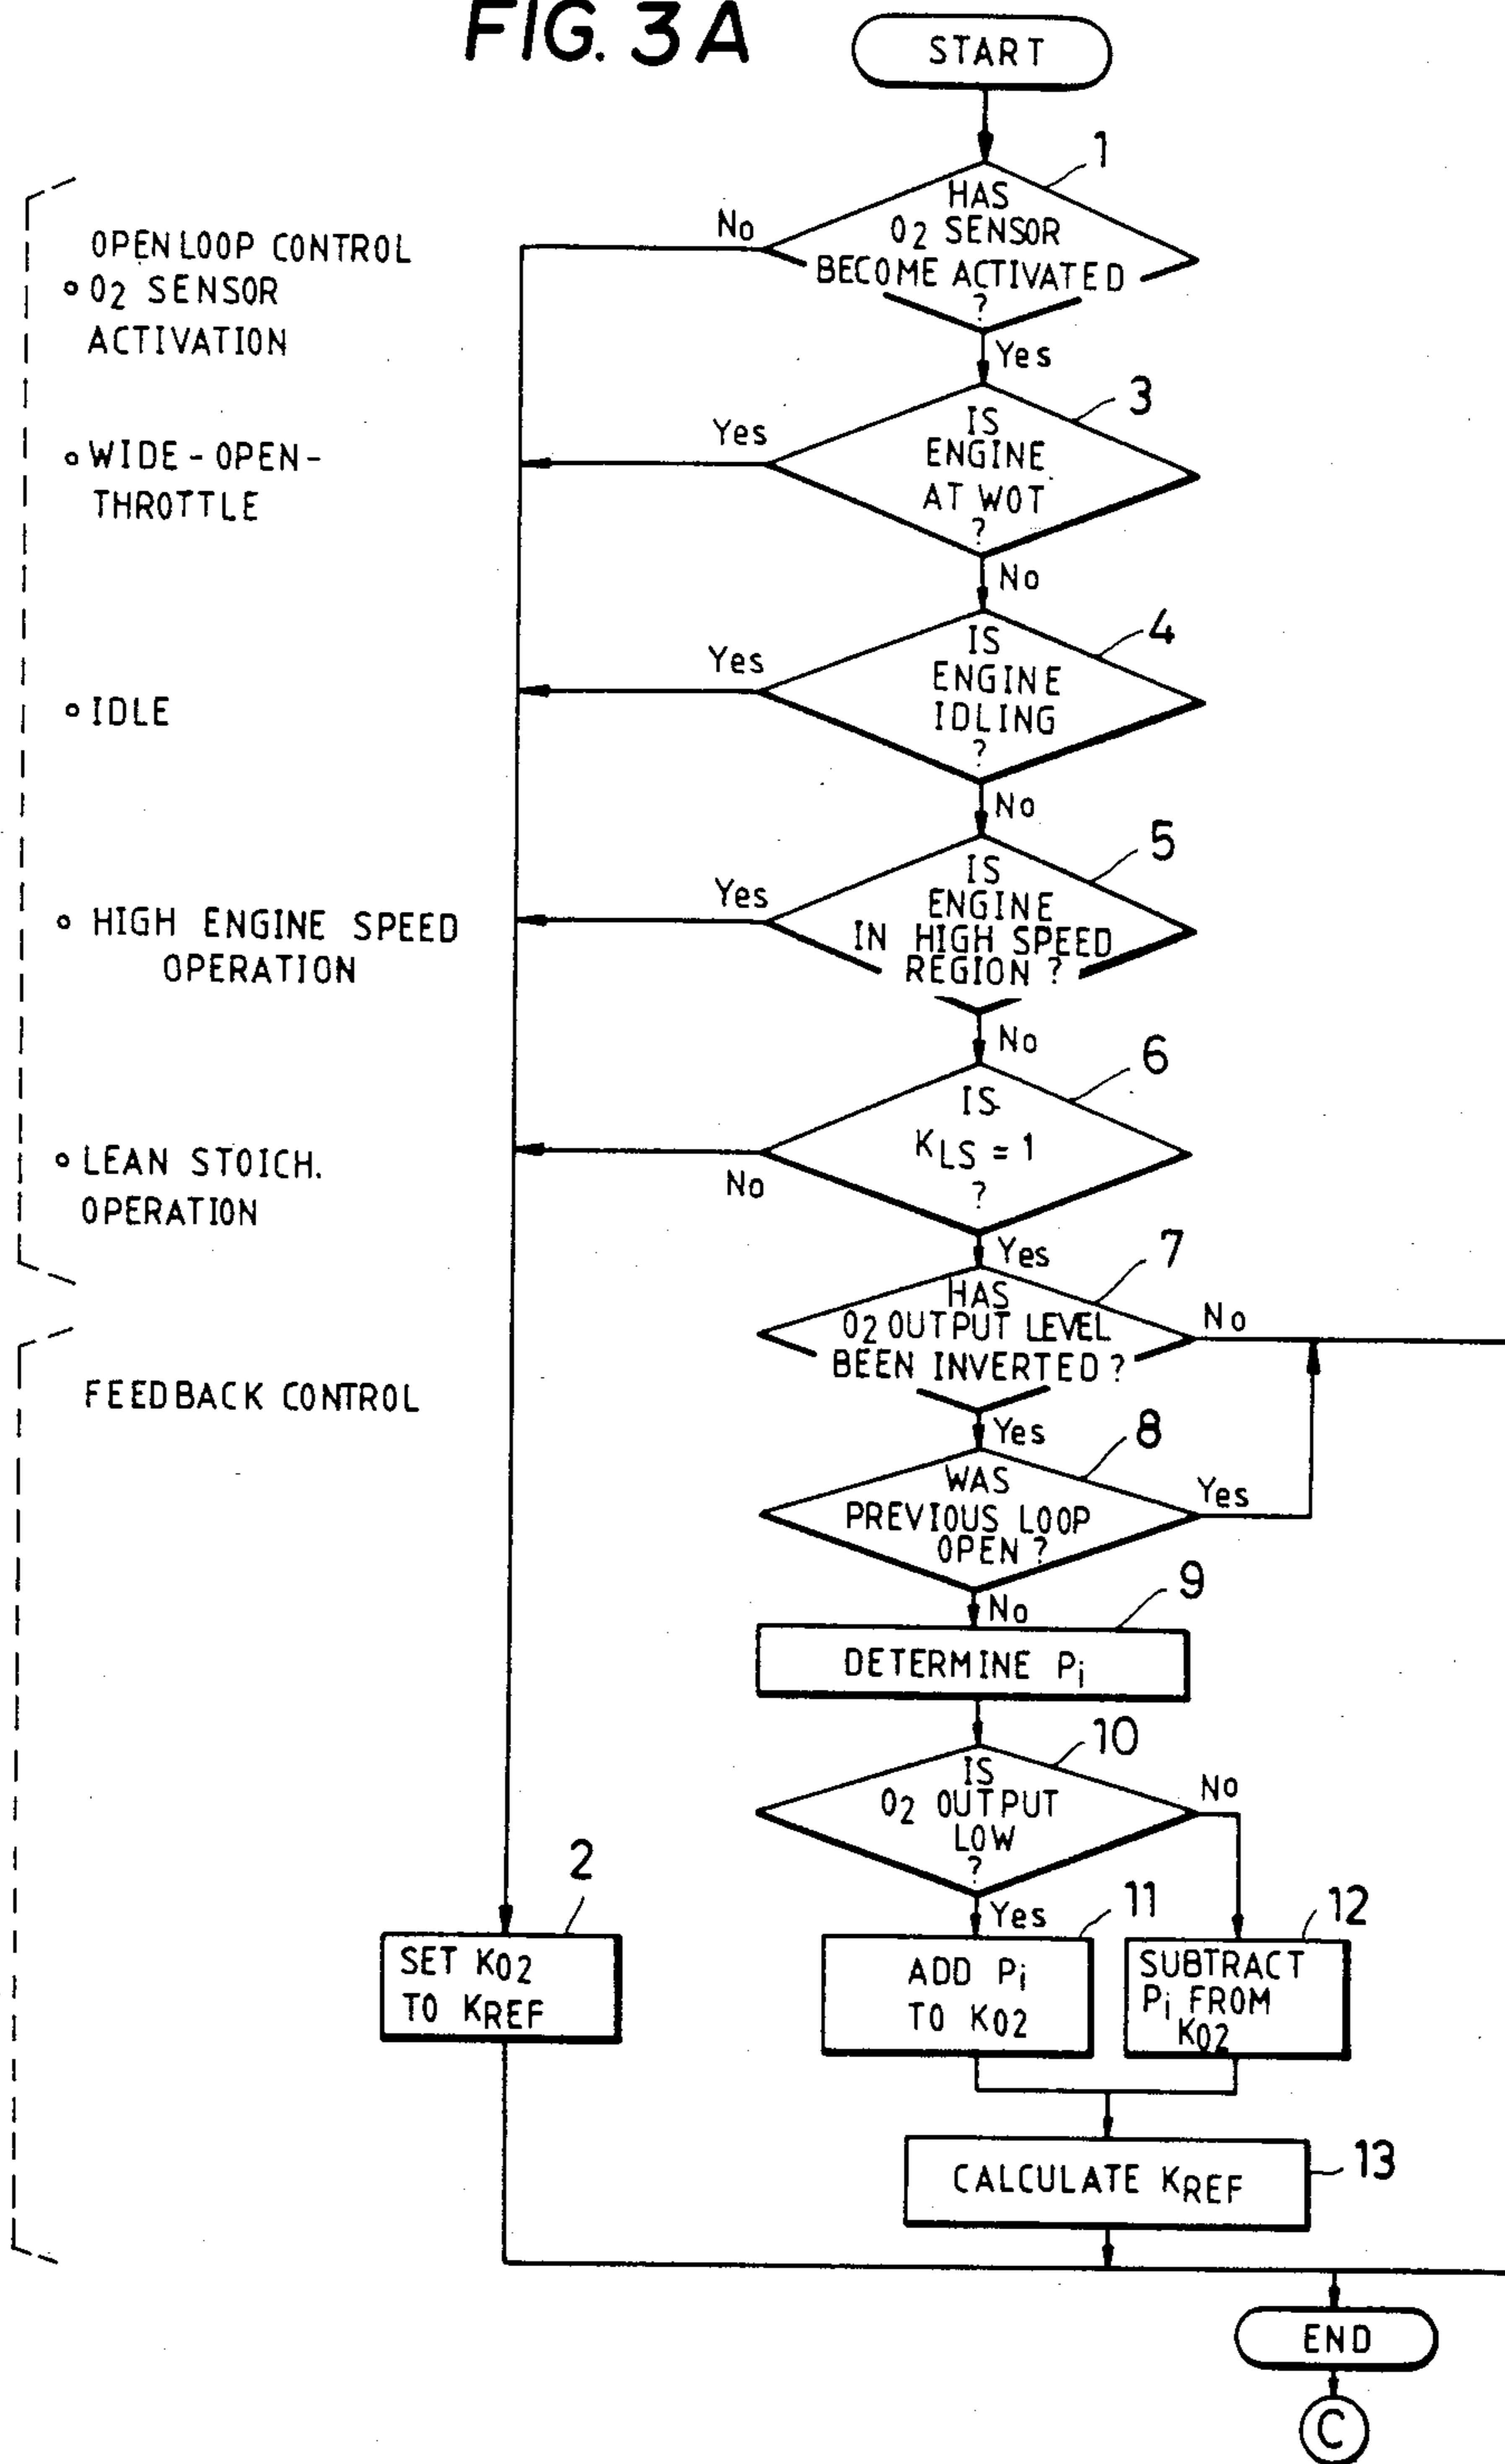 FIG. 3A
START
1
HAS
O2 SENSOR
BECOME ACTIVATED
?
No
Yes
OPEN LOOP CONTROL
O2 SENSOR
ACTIVATION
3
IS
ENGINE
AT WOT
?
Yes
No
WIDE-OPEN-
THROTTLE
4
IS
ENGINE
IDLING
?
Yes
No
IDLE
5
IS
ENGINE
IN HIGH SPEED
REGION ?
Yes
No
HIGH ENGINE SPEED
OPERATION
6
IS
KLS = 1
?
No
Yes
LEAN STOICH.
OPERATION
7
HAS
O2 OUTPUT LEVEL
BEEN INVERTED ?
No
Yes
FEEDBACK CONTROL
8
WAS
PREVIOUS LOOP
OPEN ?
Yes
No
9
DETERMINE Pi
10
IS
O2 OUTPUT
LOW
?
No
Yes
2
SET KO2
TO KREF
11
ADD Pi
TO KO2
12
SUBTRACT
Pi FROM
KO2
13
CALCULATE KREF
END
C